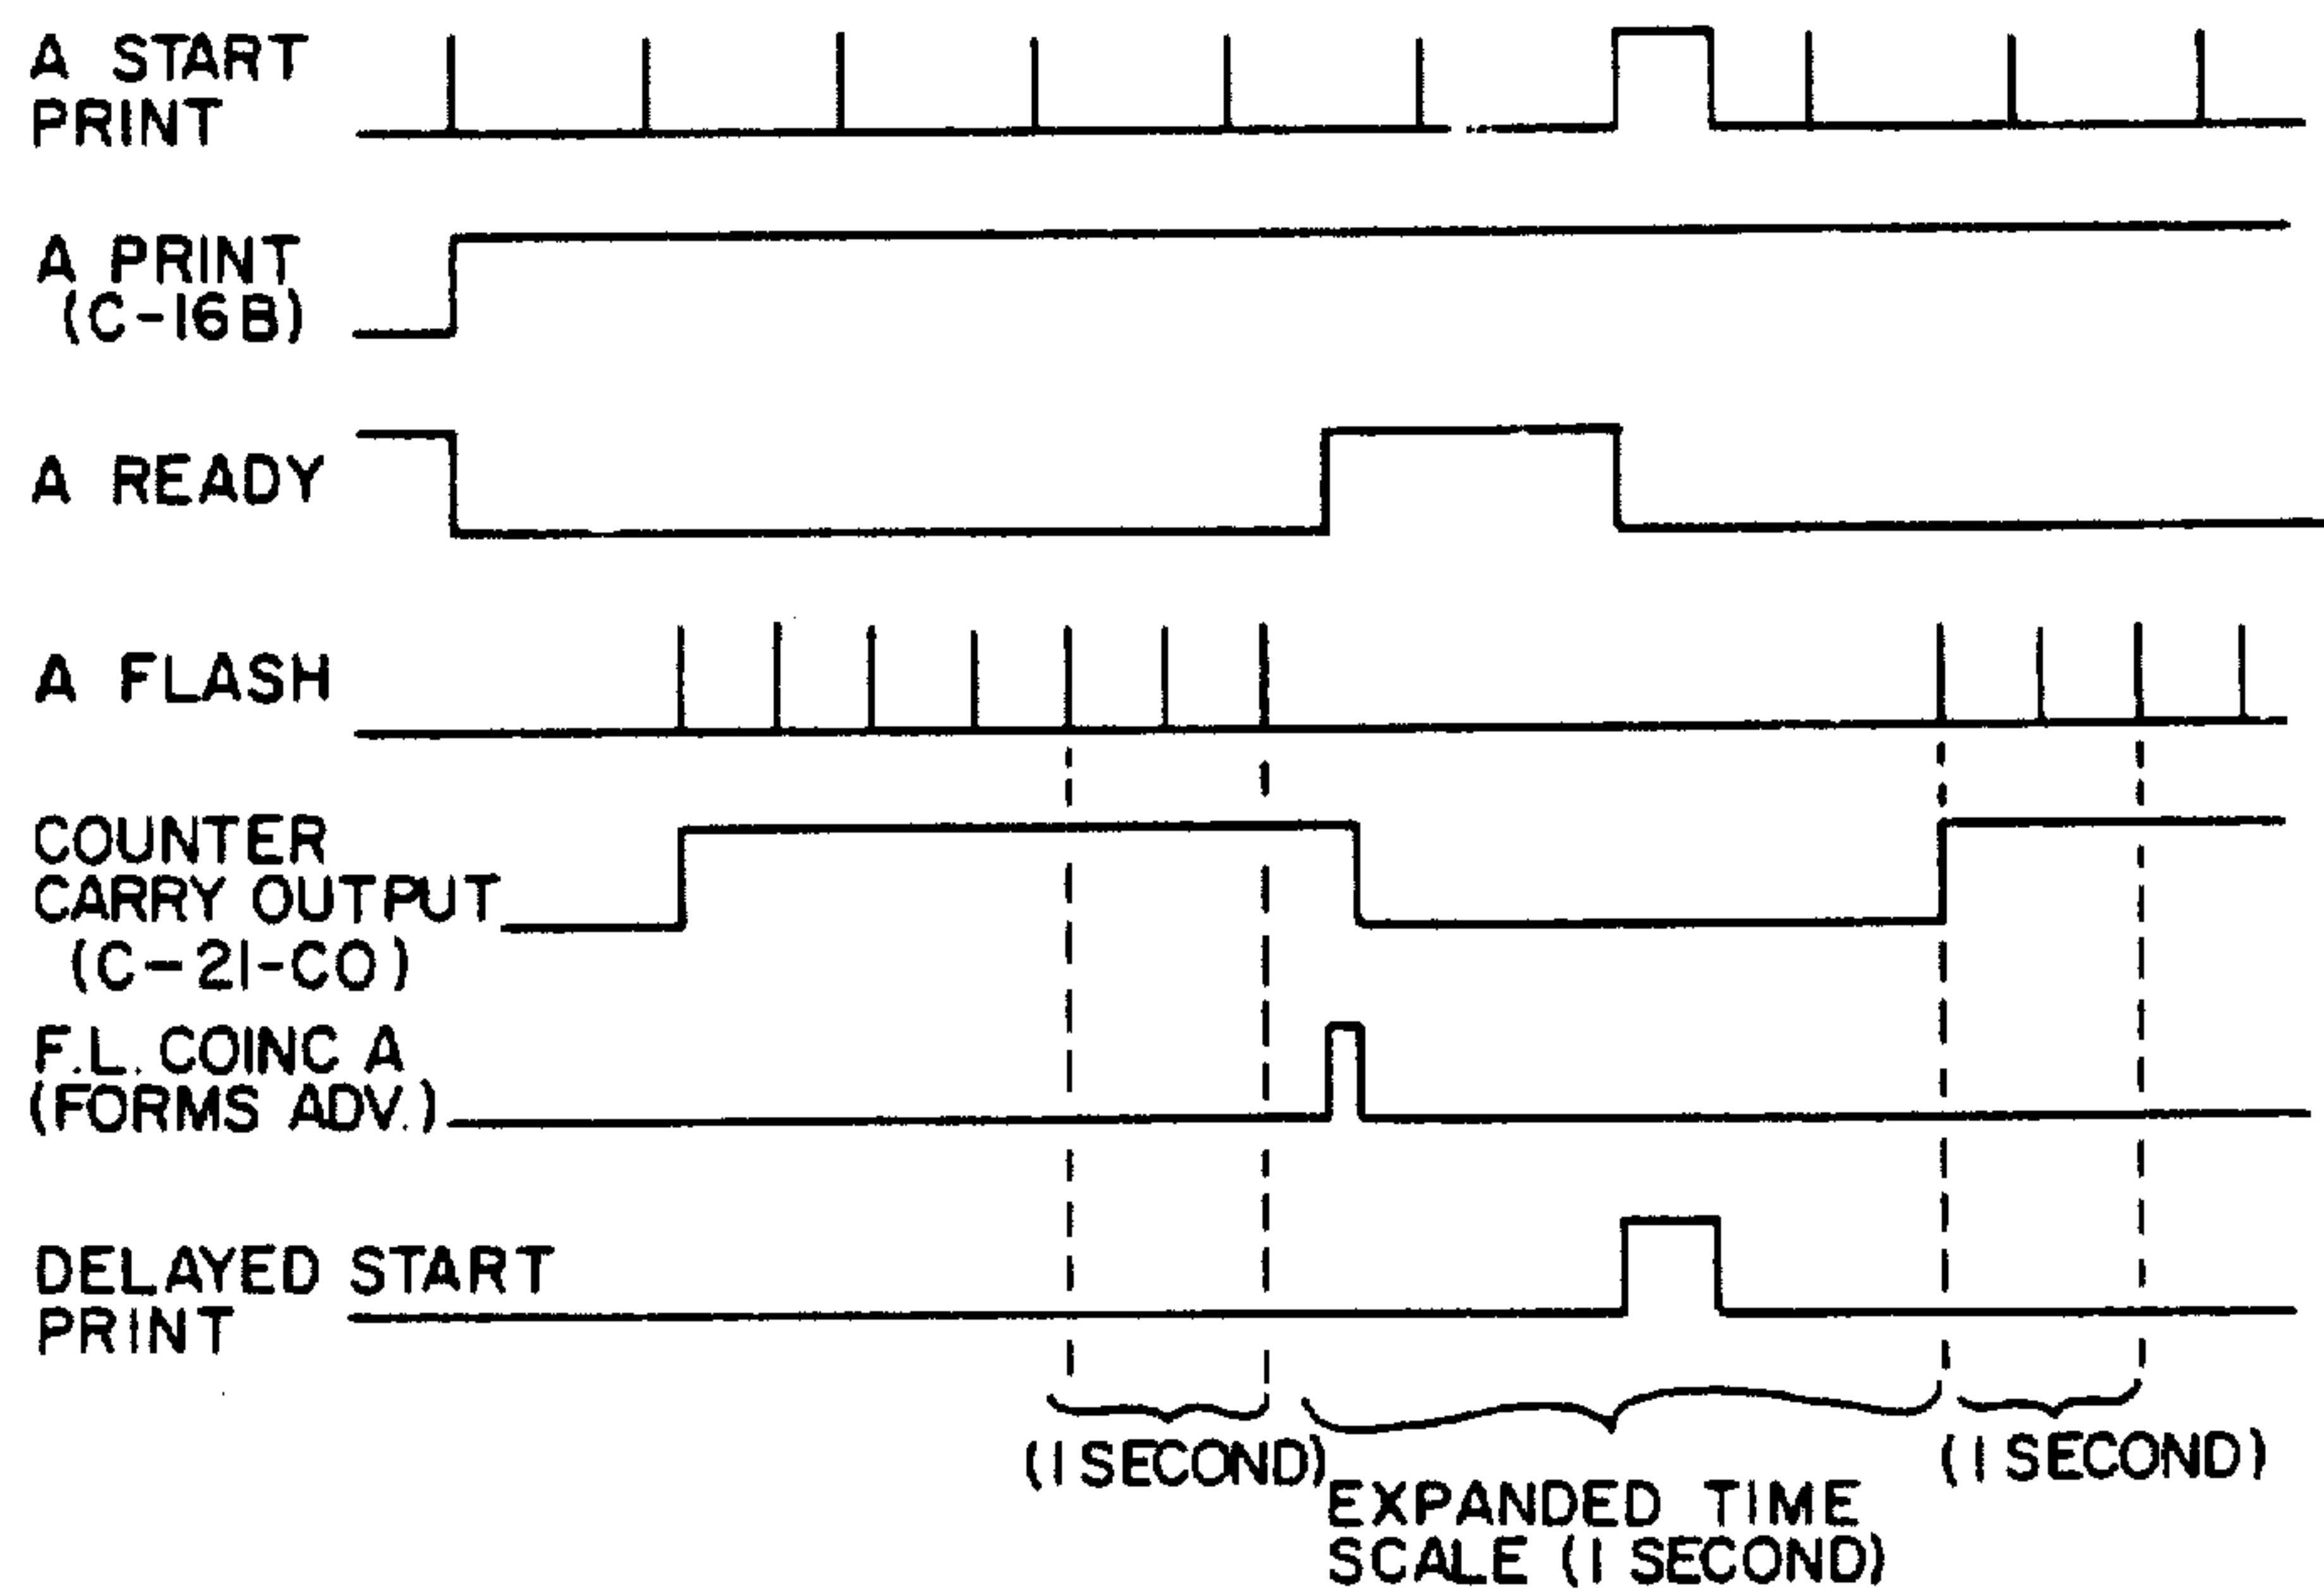 A START
PRINT
A PRINT
(C-16B)
A READY
A FLASH
COUNTER
CARRY OUTPUT
(C-21-CO)
F.L. COINC A
(FORMS ADV.)
DELAYED START
PRINT
(1 SECOND)
EXPANDED TIME
SCALE (1 SECOND)
(1 SECOND)